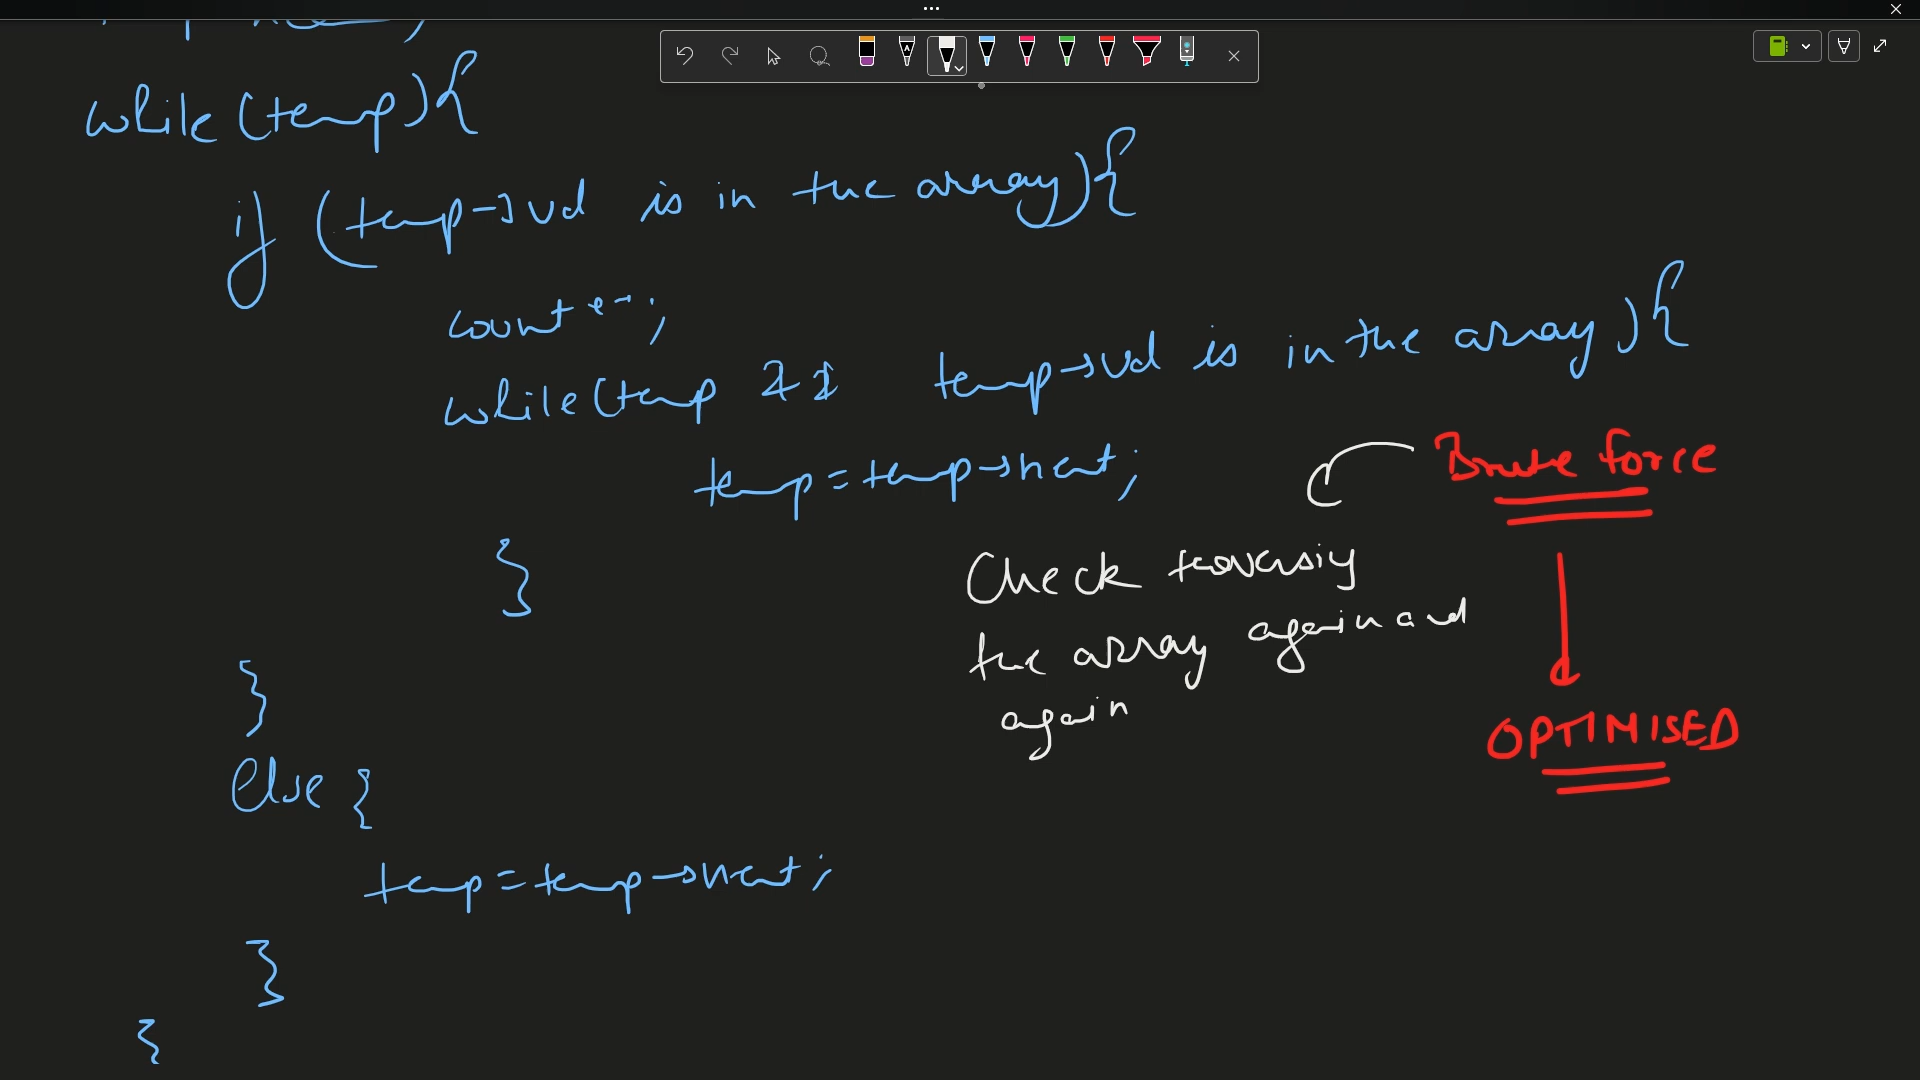 while (temp){
if (temp->val is in the array){
count++;
while (temp && temp->val is in the array){
temp = temp->next;
Brute force
}
Check traversing
the array again and
again
}
OPTIMISED
else {
temp = temp->next;
}
{